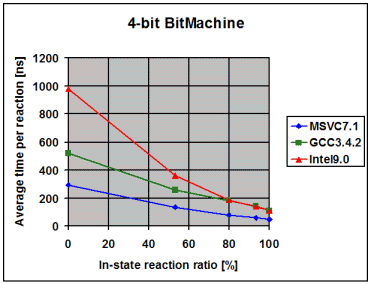 4-bit BitMachine
Average time per reaction [ns]
1200
1000
800
600
400
200
0
0
20
40
60
80
100
In-state reaction ratio [%]
MSVC7.1
GCC3.4.2
Intel9.0